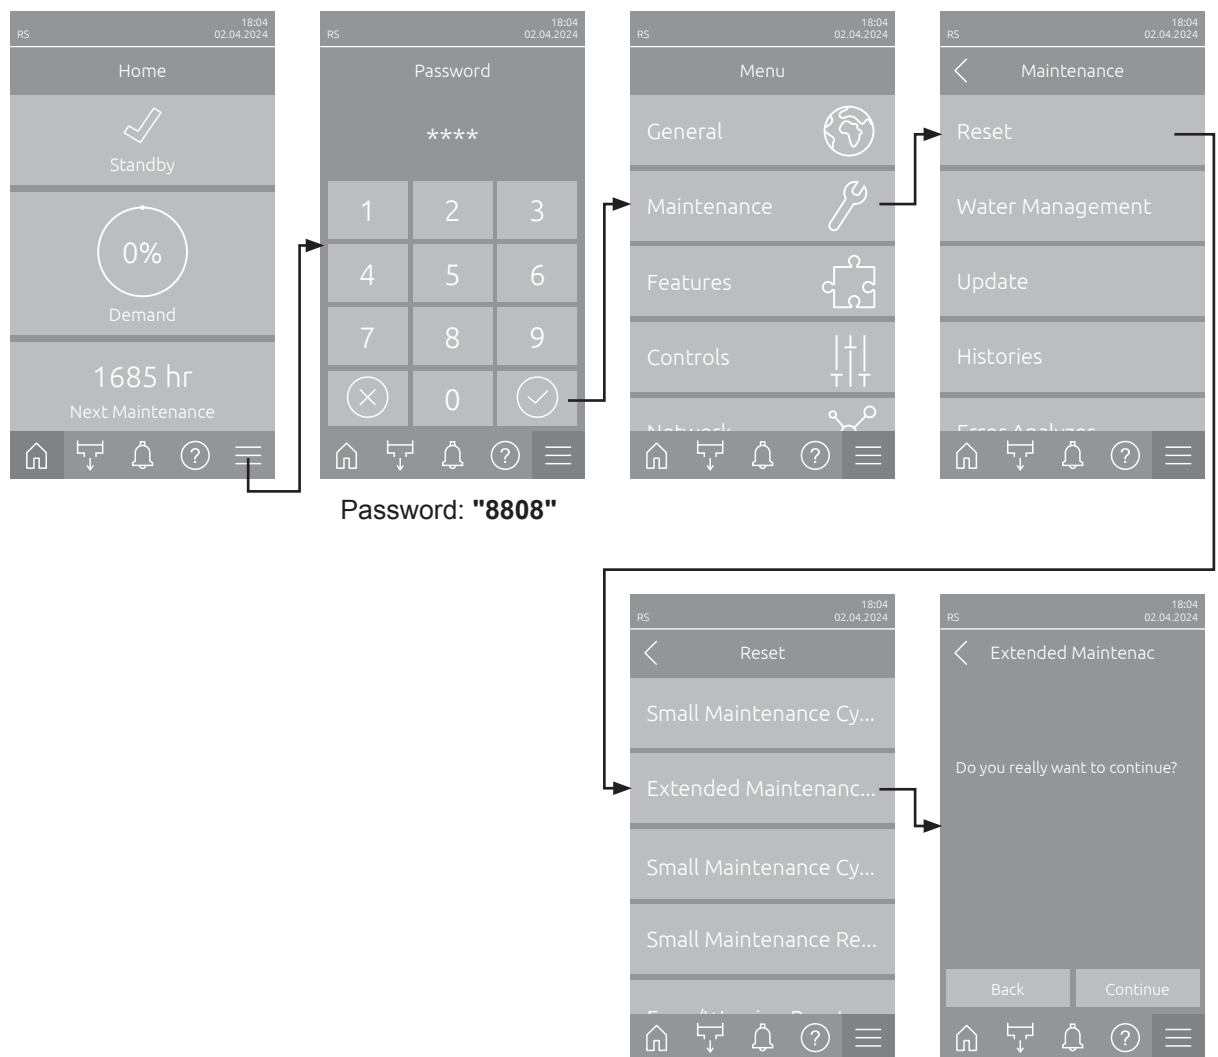 18:04
RS 02.04.2024
Home
Standby
0%
Demand
1685 hr
Next Maintenance
?
18:04
RS 02.04.2024
Password
****
1 2 3
4 5 6
7 8 9
0
?
Password: "8808"
18:04
RS 02.04.2024
Menu
General
Maintenance
Features
Controls
Network
?
18:04
RS 02.04.2024
Maintenance
Reset
Water Management
Update
Histories
Error Analyzer
?
18:04
RS 02.04.2024
Reset
Small Maintenance Cy...
Extended Maintenanc...
Small Maintenance Cy...
Small Maintenance Re...
?
18:04
RS 02.04.2024
Extended Maintenac
Do you really want to continue?
Back Continue
?